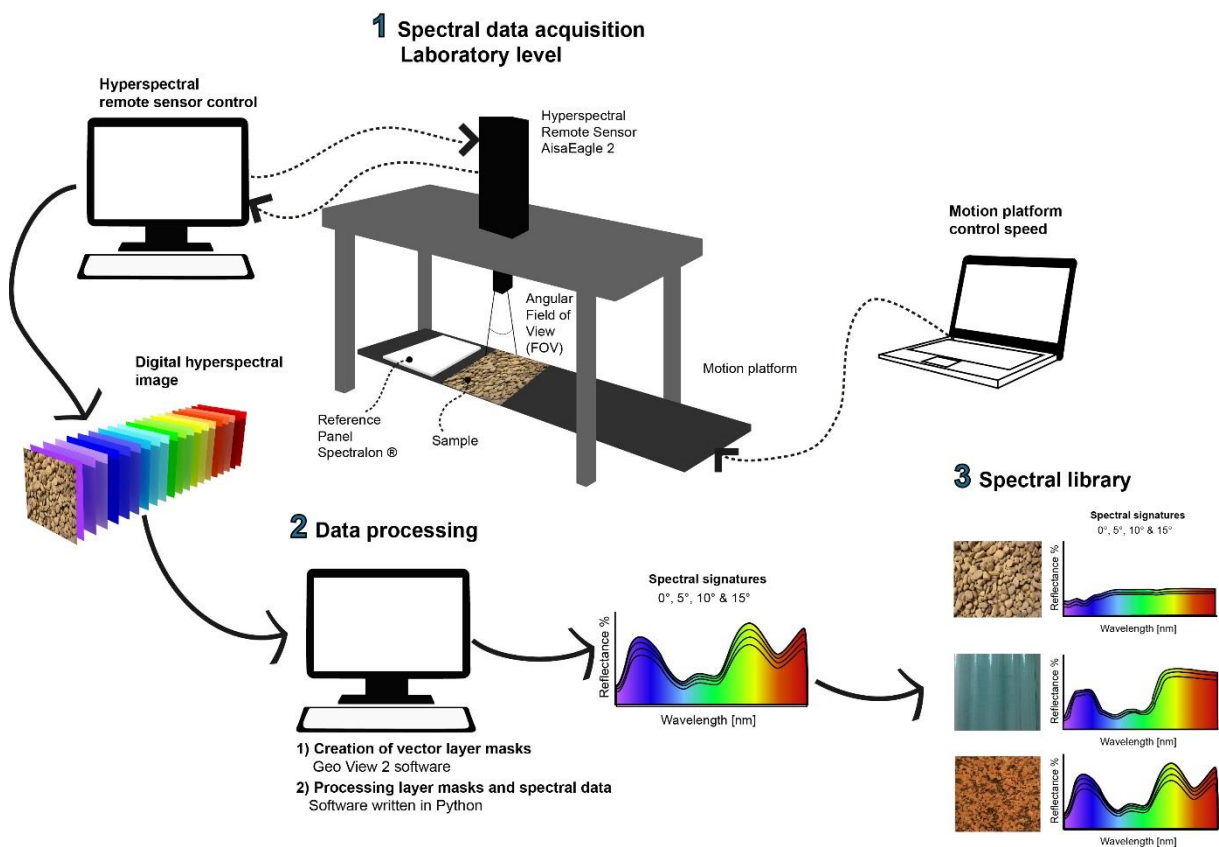 1 Spectral data acquisition
Laboratory level
Hyperspectral
remote sensor control
Hyperspectral
Remote Sensor
AisaEagle 2
Motion platform
control speed
Angular
Field of
View
(FOV)
Motion platform
Digital hyperspectral
image
Reference
Panel
Spectralon ®
Sample
2 Data processing
1) Creation of vector layer masks
Geo View 2 software
2) Processing layer masks and spectral data
Software written in Python
Spectral signatures
0°, 5°, 10° & 15°
Reflectance %
Wavelength [nm]
3 Spectral library
Spectral signatures
0°, 5°, 10° & 15°
Reflectance %
Wavelength [nm]
Reflectance %
Wavelength [nm]
Reflectance %
Wavelength [nm]